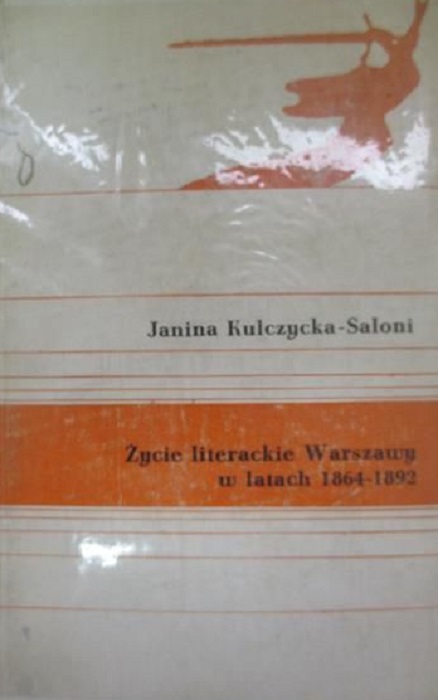 Janina Kulczycka-Saloni
Życie literackie Warszawy
w latach 1864-1892